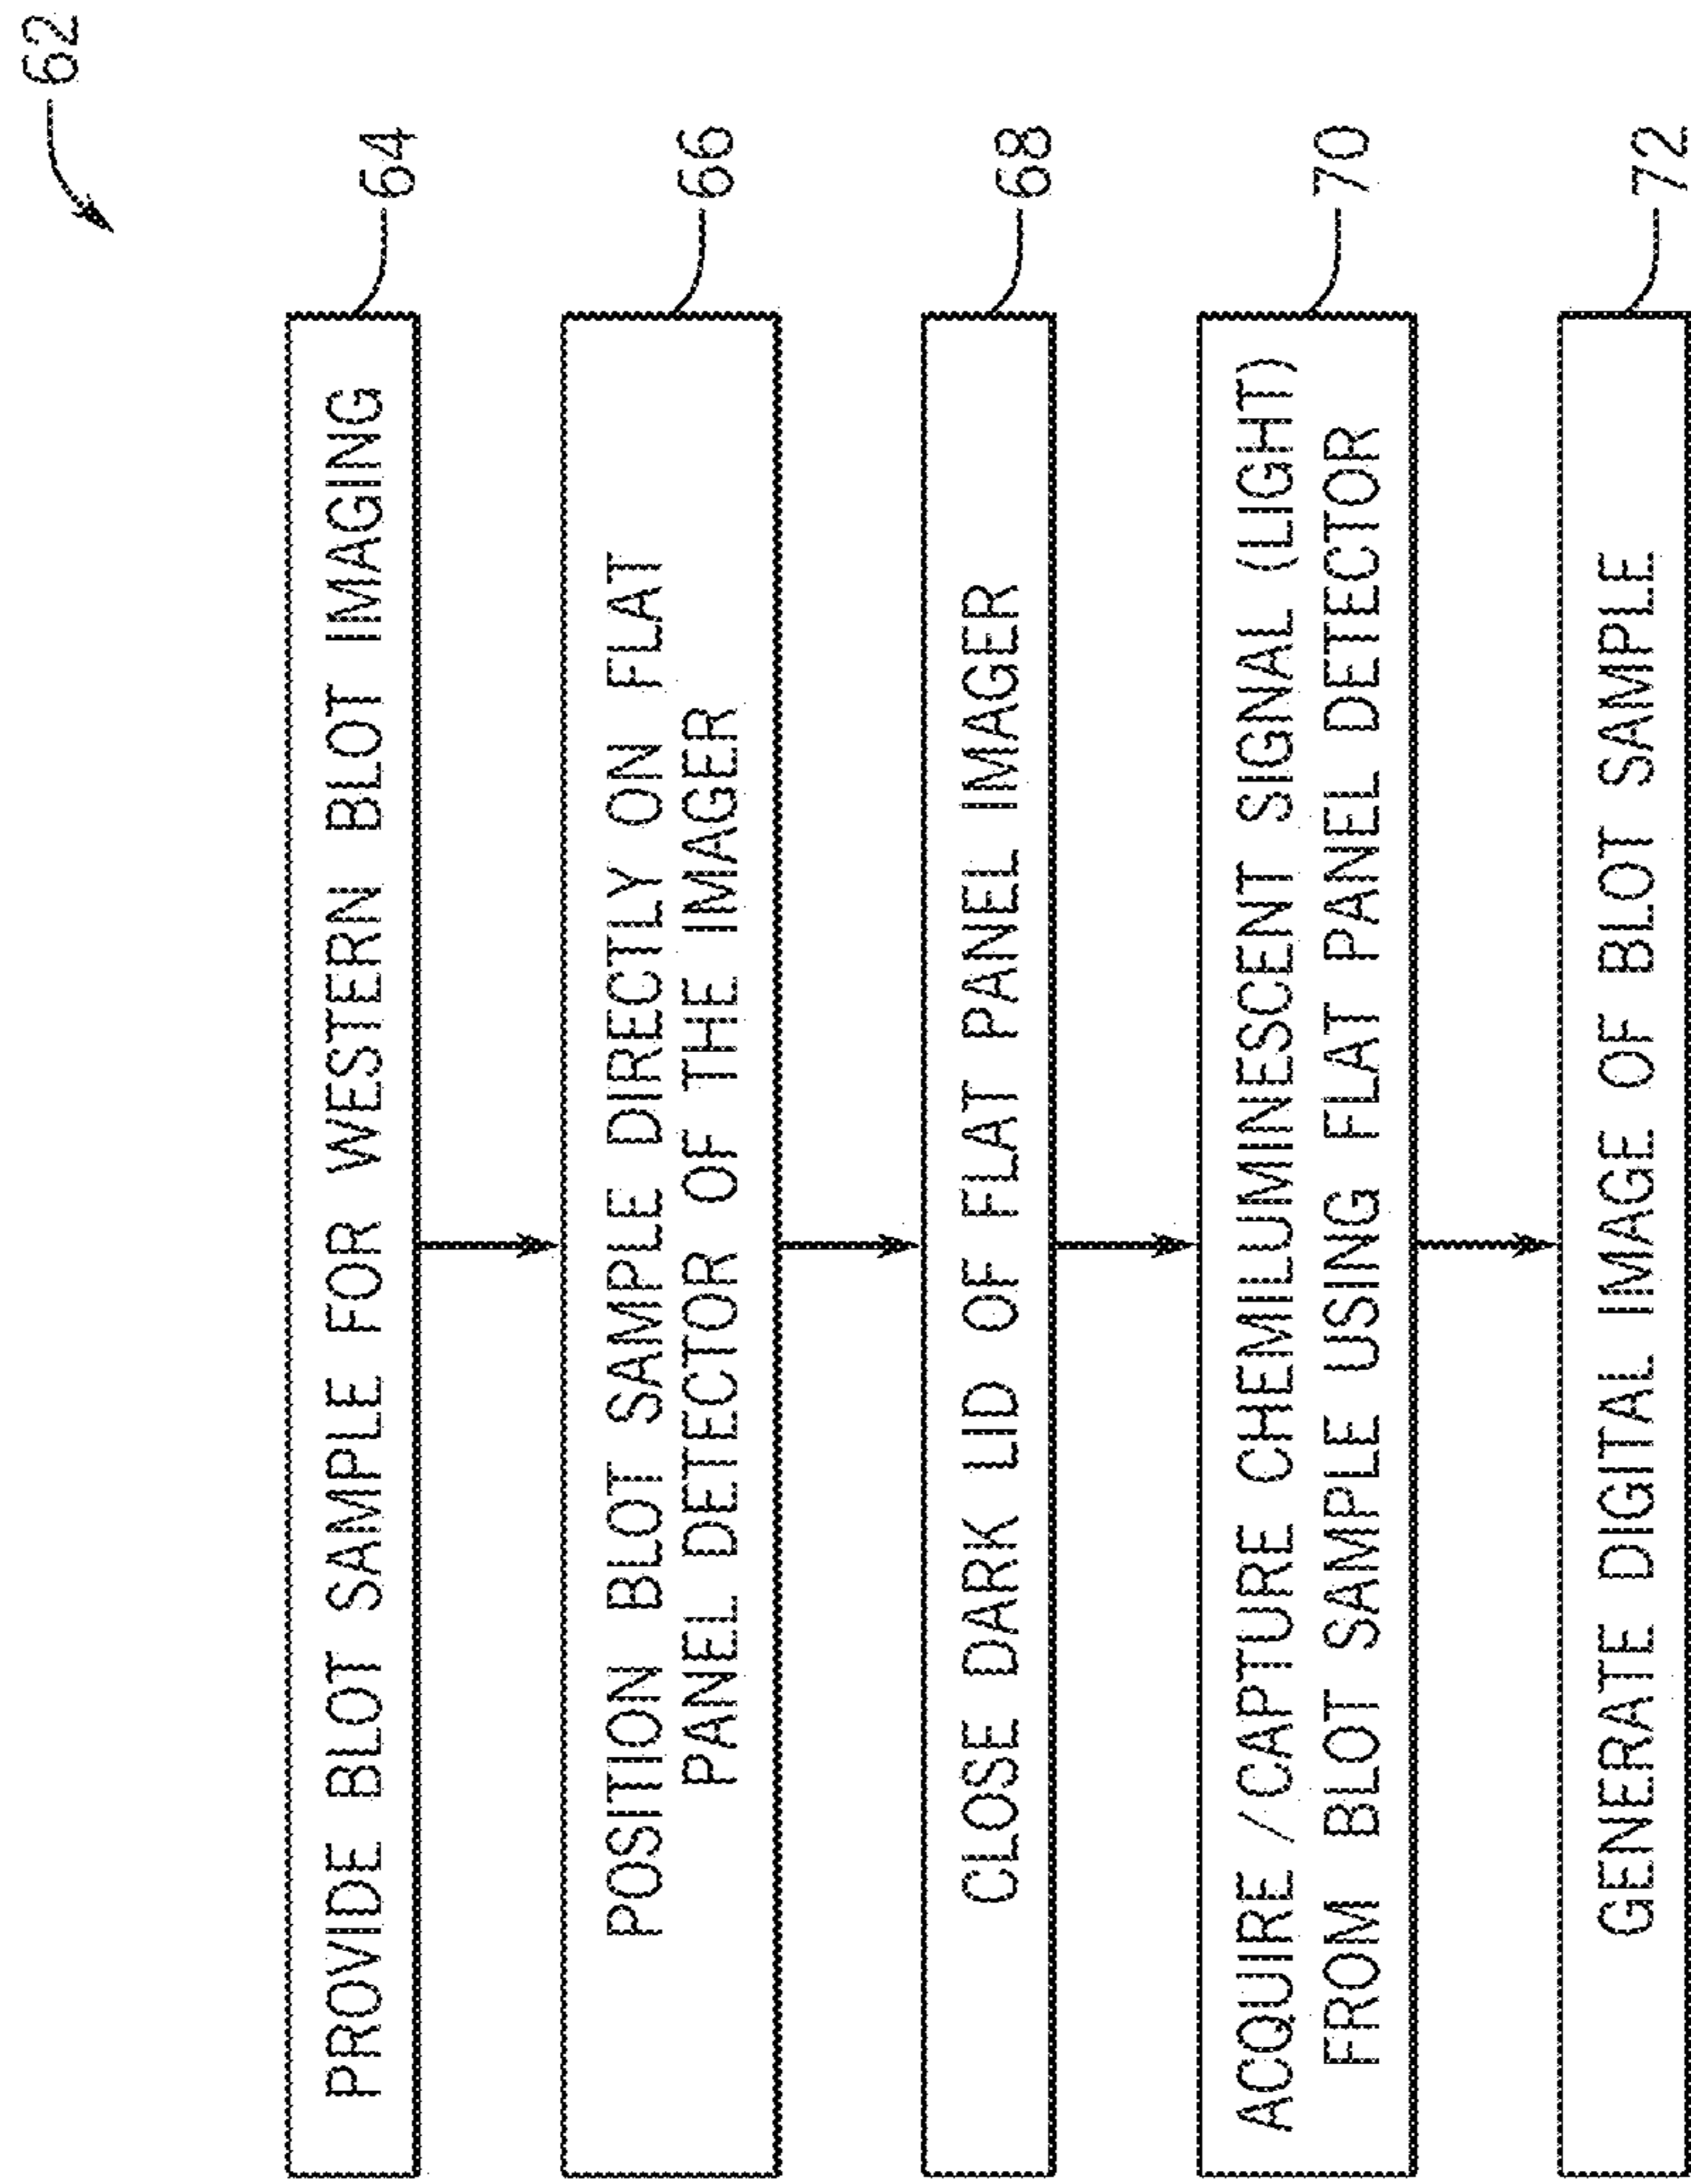 62
PROVIDE BLOT SAMPLE FOR WESTERN BLOT IMAGING
64
POSITION BLOT SAMPLE DIRECTLY ON FLAT
PANEL DETECTOR OF THE IMAGER
66
CLOSE DARK LID OF FLAT PANEL IMAGER
68
ACQUIRE /CAPTURE CHEMILUMINESCENT SIGNAL (LIGHT)
FROM BLOT SAMPLE USING FLAT PANEL DETECTOR
70
GENERATE DIGITAL IMAGE OF BLOT SAMPLE
72